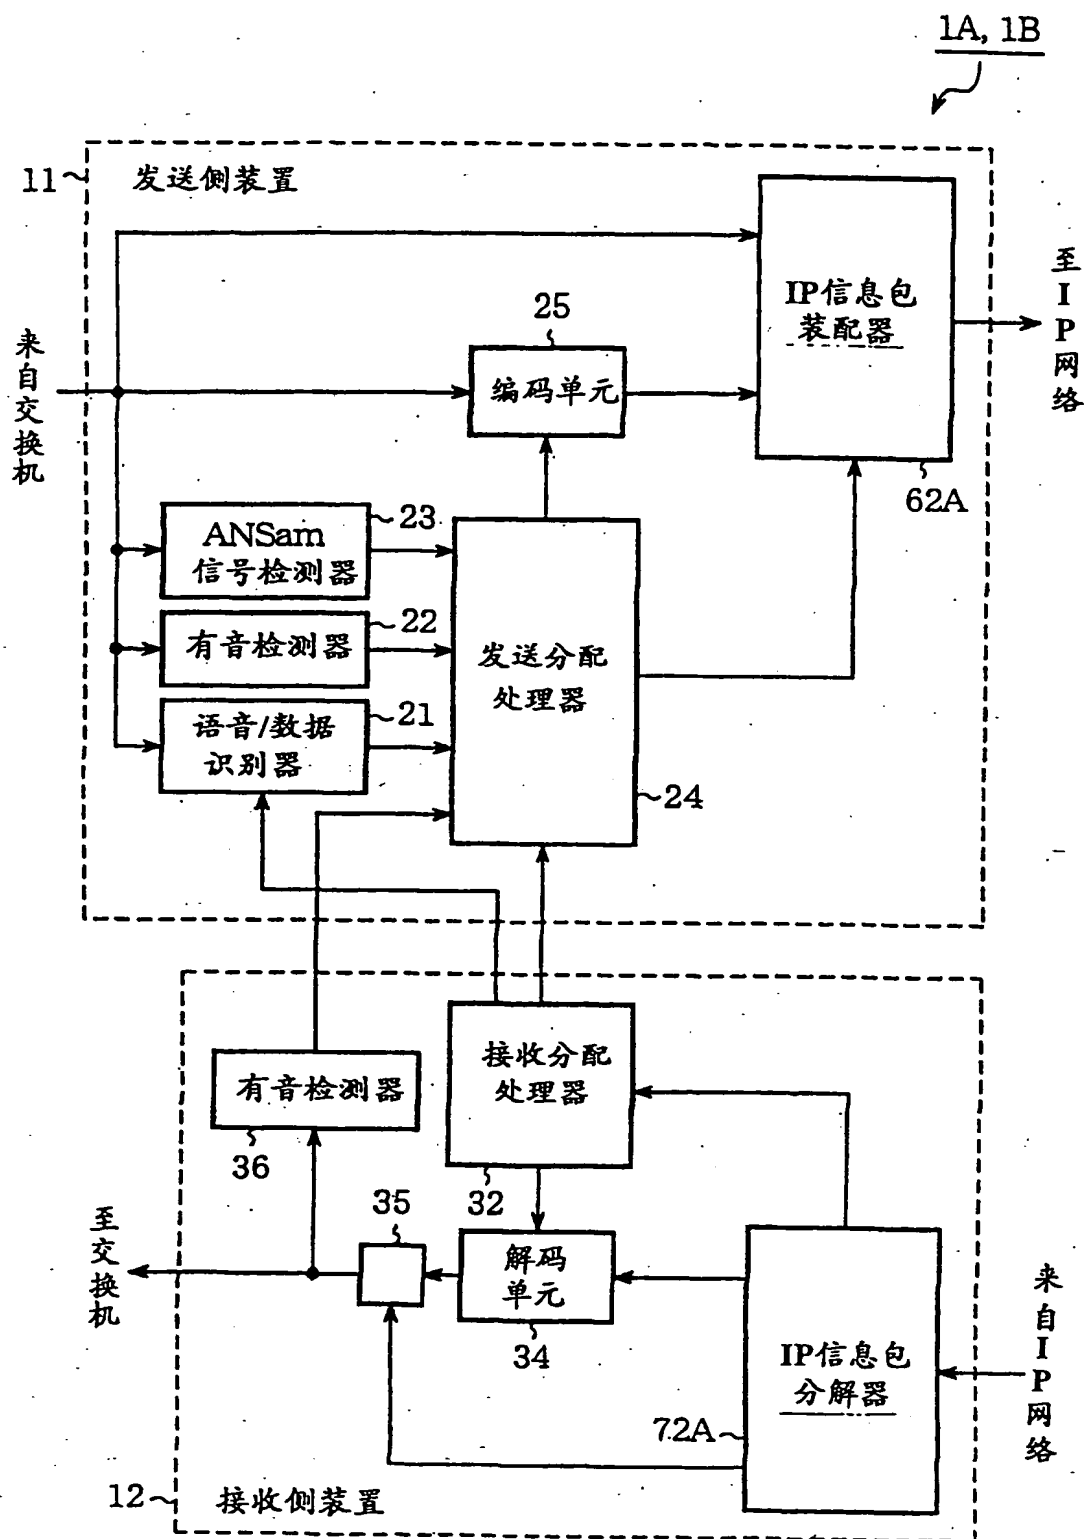 1A, 1B
11
发送侧装置
IP信息包
装配器
至IP网络
25
编码单元
来自交换机
62A
23
ANSam
信号检测器
22
有音检测器
21
语音/数据
识别器
发送分配
处理器
24
接收分配
处理器
有音检测器
36
32
35
至交换机
解码
单元
34
IP信息包
分解器
来自IP网络
72A
12
接收侧装置